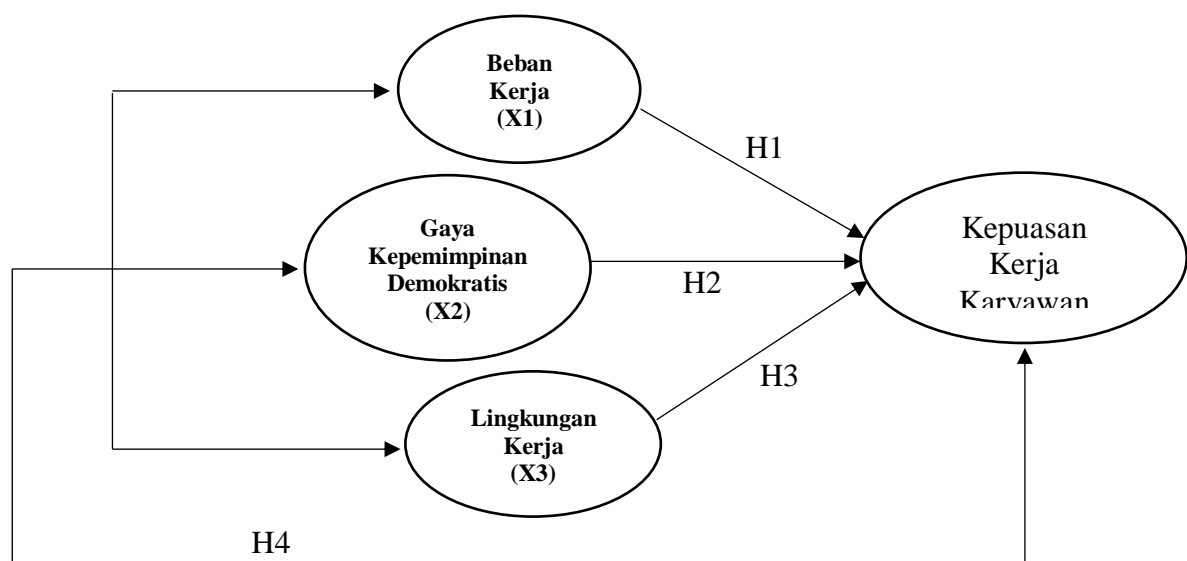 Beban
Kerja
(X1)
H1
Gaya
Kepemimpinan
Demokratis
(X2)
H2
Kepuasan
Kerja
Karyawan
Lingkungan
Kerja
(X3)
H3
H4